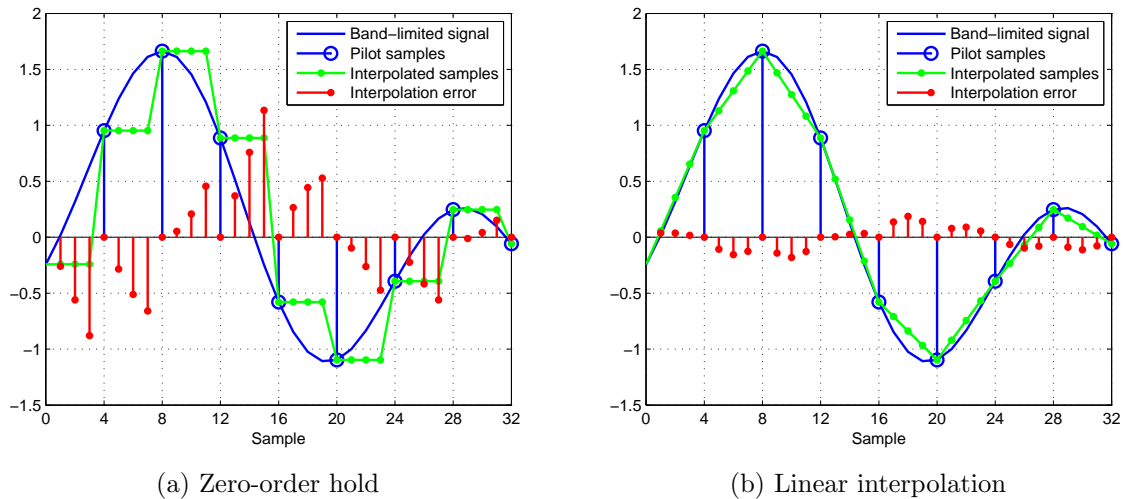 2
1.5
1
0.5
0
−0.5
−1
−1.5
0 4 8 12 16 20 24 28 32
Sample
Band−limited signal
Pilot samples
Interpolated samples
Interpolation error
(a) Zero-order hold
2
1.5
1
0.5
0
−0.5
−1
−1.5
0 4 8 12 16 20 24 28 32
Sample
Band−limited signal
Pilot samples
Interpolated samples
Interpolation error
(b) Linear interpolation